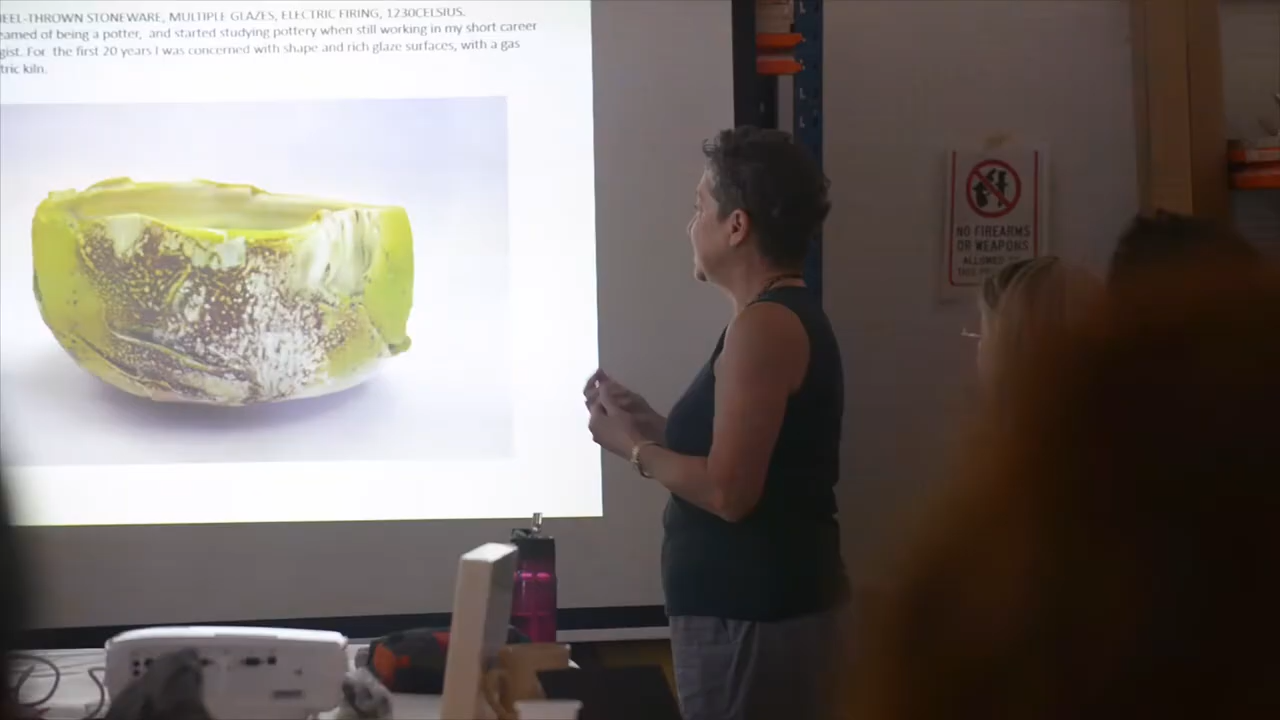 EEL-THROWN STONEWARE, MULTIPLE GLAZES, ELECTRIC FIRING, 1230CELSIUS.
eamed of being a potter, and started studying pottery when still working in my short career
gist. For the first 20 years I was concerned with shape and rich glaze surfaces, with a gas
tric kiln.
NO FIREARMS
OR WEAPONS
ALLOWED